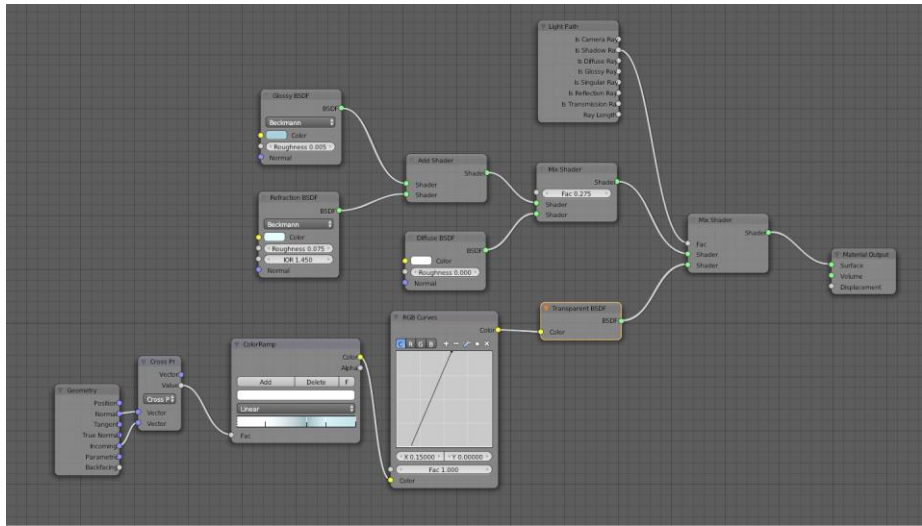 Light Path
Is Camera Ray
Is Shadow Ra
Is Diffuse Ray
Is Glossy Ray
Is Singular Ray
Is Reflection Ray
Is Transmission Ra
Ray Length
Glossy BSDF
BSDF
Beckmann
Color
Roughness 0.005
Normal
Refraction BSDF
BSDF
Beckmann
Color
Roughness 0.075
IOR 1.450
Normal
Add Shader
Shader
Shader
Shader
Diffuse BSDF
BSDF
Color
Roughness 0.000
Normal
Mix Shader
Shader
Fac 0.275
Shader
Shader
Mix Shader
Shader
Fac
Shader
Shader
Material Output
Surface
Volume
Displacement
Transparent BSDF
BSDF
Color
RGB Curves
Color
C R G B
X 0.15000 Y 0.00000
Fac 1.000
Color
ColorRamp
Color
Alpha
Add Delete F
Linear
Fac
Cross Pr
Vector
Value
Cross P
Vector
Vector
Geometry
Position
Normal
Tangent
True Norma
Incoming
Parametric
Backfacing